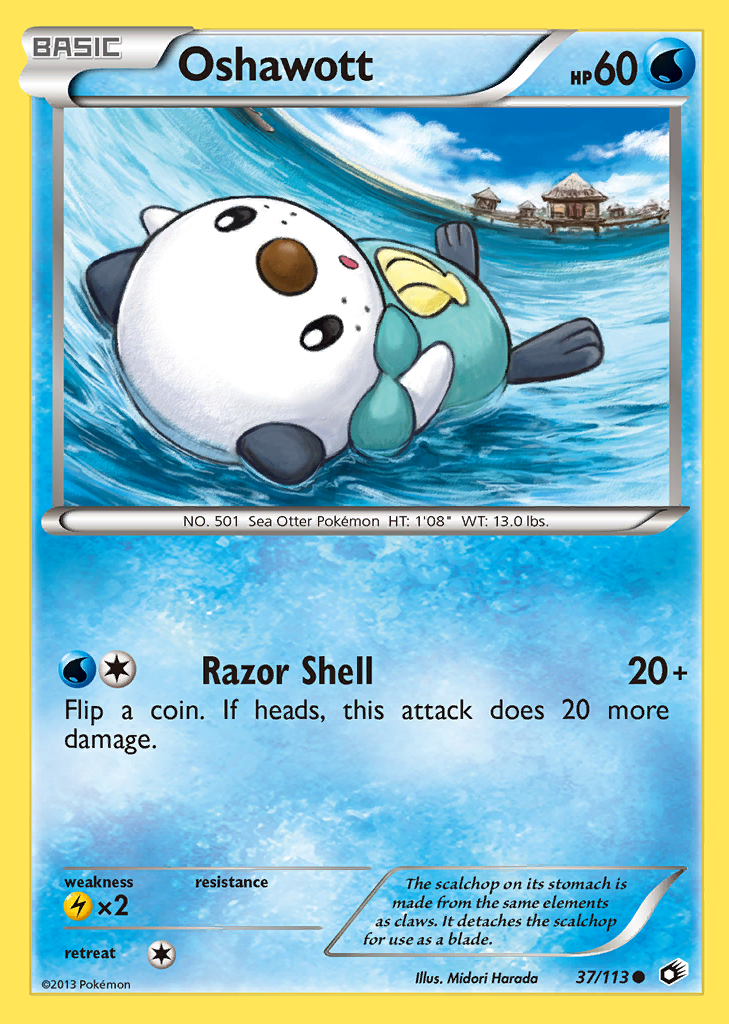 BASIC
Oshawott
HP60
NO. 501 Sea Otter Pokémon HT: 1'08" WT: 13.0 lbs.
Razor Shell 20+
Flip a coin. If heads, this attack does 20 more
damage.
weakness
×2
resistance
retreat
The scalchop on its stomach is
made from the same elements
as claws. It detaches the scalchop
for use as a blade.
©2013 Pokémon
Illus. Midori Harada
37/113